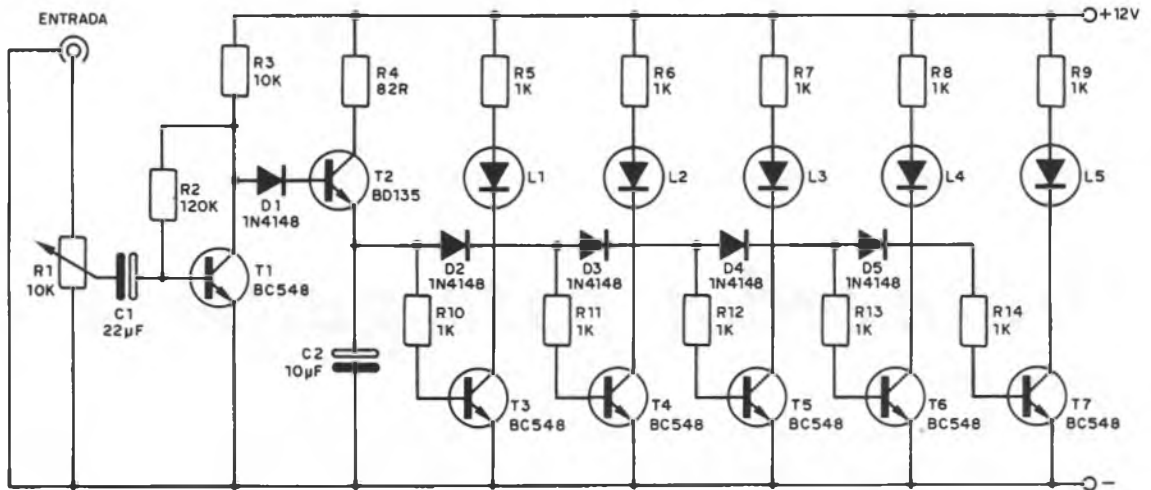 ENTRADA
+12V
R3
10K
R4
82R
R5
1K
R6
1K
R7
1K
R8
1K
R9
1K
R2
120K
D1
1N4148
T2
BD135
L1
L2
L3
L4
L5
R1
10K
C1
22µF
T1
BC548
D2
1N4148
D3
1N4148
D4
1N4148
D5
1N4148
R10
1K
R11
1K
R12
1K
R13
1K
R14
1K
C2
10µF
T3
BC548
T4
BC548
T5
BC548
T6
BC548
T7
BC548
−